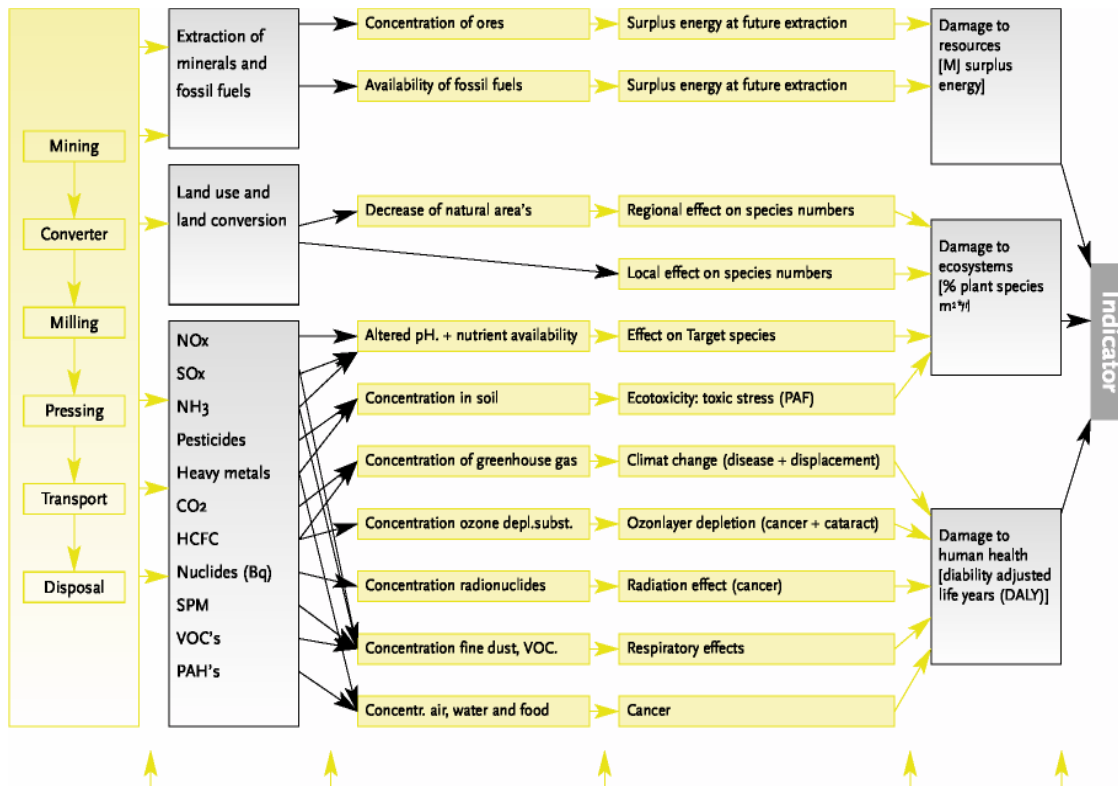 Mining
Converter
Milling
Pressing
Transport
Disposal
Extraction of
minerals and
fossil fuels
Land use and
land conversion
NOx
SOx
NH3
Pesticides
Heavy metals
CO2
HCFC
Nuclides (Bq)
SPM
VOC's
PAH's
Concentration of ores
Availability of fossil fuels
Decrease of natural area's
Altered pH. + nutrient availability
Concentration in soil
Concentration of greenhouse gas
Concentration ozone depl.subst.
Concentration radionuclides
Concentration fine dust, VOC.
Concentr. air, water and food
Surplus energy at future extraction
Surplus energy at future extraction
Regional effect on species numbers
Local effect on species numbers
Effect on Target species
Ecotoxicity: toxic stress (PAF)
Climat change (disease + displacement)
Ozonlayer depletion (cancer + cataract)
Radiation effect (cancer)
Respiratory effects
Cancer
Damage to
resources
[MJ surplus
energy]
Damage to
ecosystems
[% plant species
Damage to
human health
[diability adjusted
life years (DALY)]
Indicator